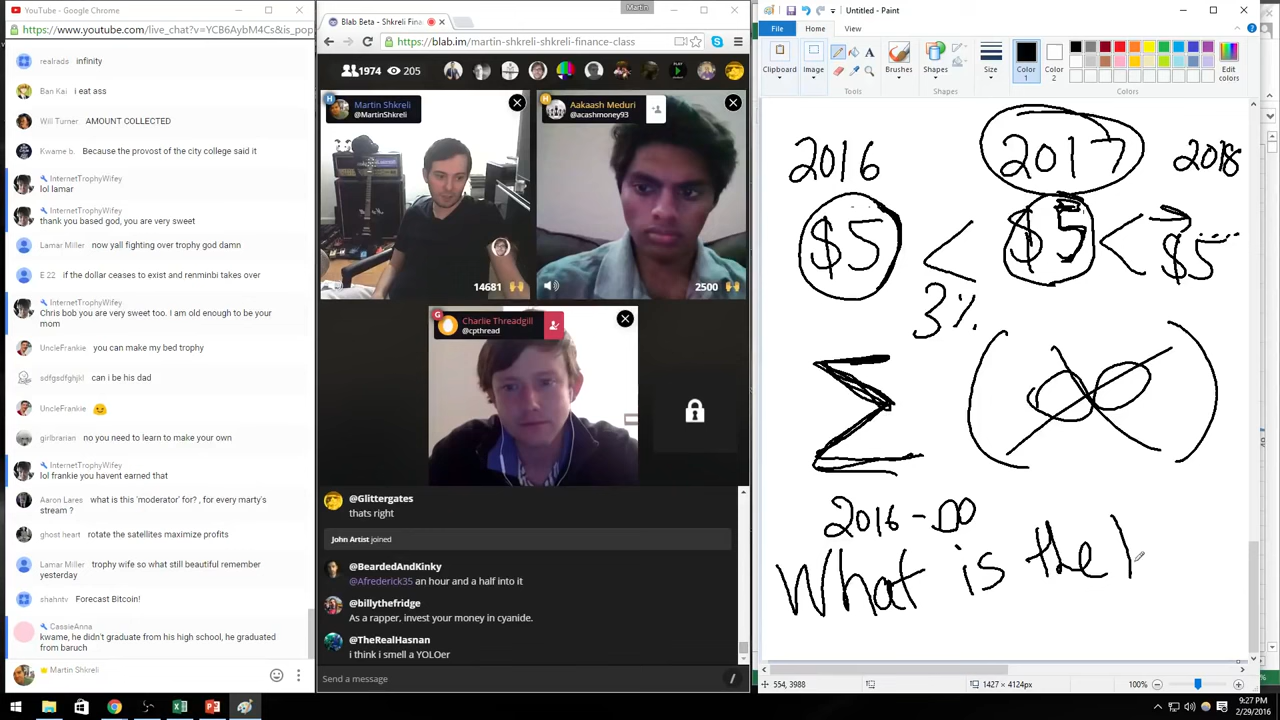 YouTube - Google Chrome
https://www.youtube.com/live_chat?v=YCB6AybM4Cs&is_pop
realrads infinity
Ban Kai i eat ass
Will Turner AMOUNT COLLECTED
Kwame b. Because the provost of the city college said it
InternetTrophyWifey
lol lamar
InternetTrophyWifey
thank you based god, you are very sweet
Lamar Miller now yall fighting over trophy god damn
E 22 if the dollar ceases to exist and renminbi takes over
InternetTrophyWifey
Chris bob you are very sweet too. I am old enough to be your
mom
UncleFrankie you can make my bed trophy
sdfgsdfghjkl can i be his dad
UncleFrankie
girlbrarian no you need to learn to make your own
InternetTrophyWifey
lol frankie you havent earned that
Aaron Lares what is this 'moderator' for? , for every marty's
stream ?
ghost heart rotate the satellites maximize profits
Lamar Miller trophy wife so what still beautiful remember
yesterday
shahntv Forecast Bitcoin!
CassieAnna
kwame, he didn't graduate from his high school, he graduated
from baruch
Martin Shkreli
Martin
Blab Beta - Shkreli Fina
https://blab.im/martin-shkreli-shkreli-finance-class
1974 205
PLAY
H Martin Shkreli
@MartinShkreli
14681
H Aakaash Meduri
@acashmoney93
2500
G Charlie Threadgill
@cpthread
@Glittergates
thats right
John Artist joined
@BeardedAndKinky
@Afrederick35 an hour and a half into it
@billythefridge
As a rapper, invest your money in cyanide.
@TheRealHasnan
i think i smell a YOLOer
Send a message
Untitled - Paint
File Home View
Clipboard
Image
Tools
Brushes
Shapes
Shapes
Size
Color
1
Color
2
Edit
colors
Colors
2016 2017 2018
$5 < $5 < $5
3%
Σ (∞)
2016 - ∞
What is the
554, 3988
1427 × 4124px
100%
9:27 PM
2/29/2016